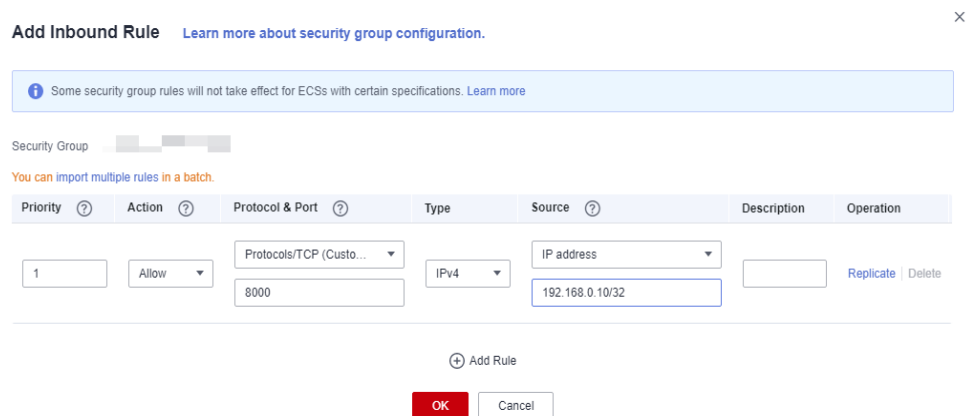 Add Inbound Rule Learn more about security group configuration.
Some security group rules will not take effect for ECSs with certain specifications. Learn more
Security Group
You can import multiple rules in a batch.
Priority Action Protocol & Port Type Source Description Operation
Protocols/TCP (Custo... IP address
1 Allow IPv4 Replicate Delete
8000 192.168.0.10/32
Add Rule
OK Cancel